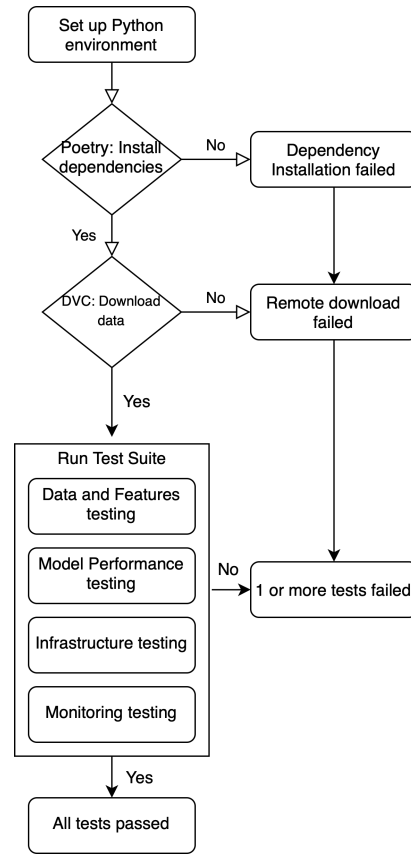 Set up Python
environment
Poetry: Install
dependencies
No
Dependency
Installation failed
Yes
DVC: Download
data
No
Remote download
failed
Yes
Run Test Suite
Data and Features
testing
Model Performance
testing
No
1 or more tests failed
Infrastructure testing
Monitoring testing
Yes
All tests passed